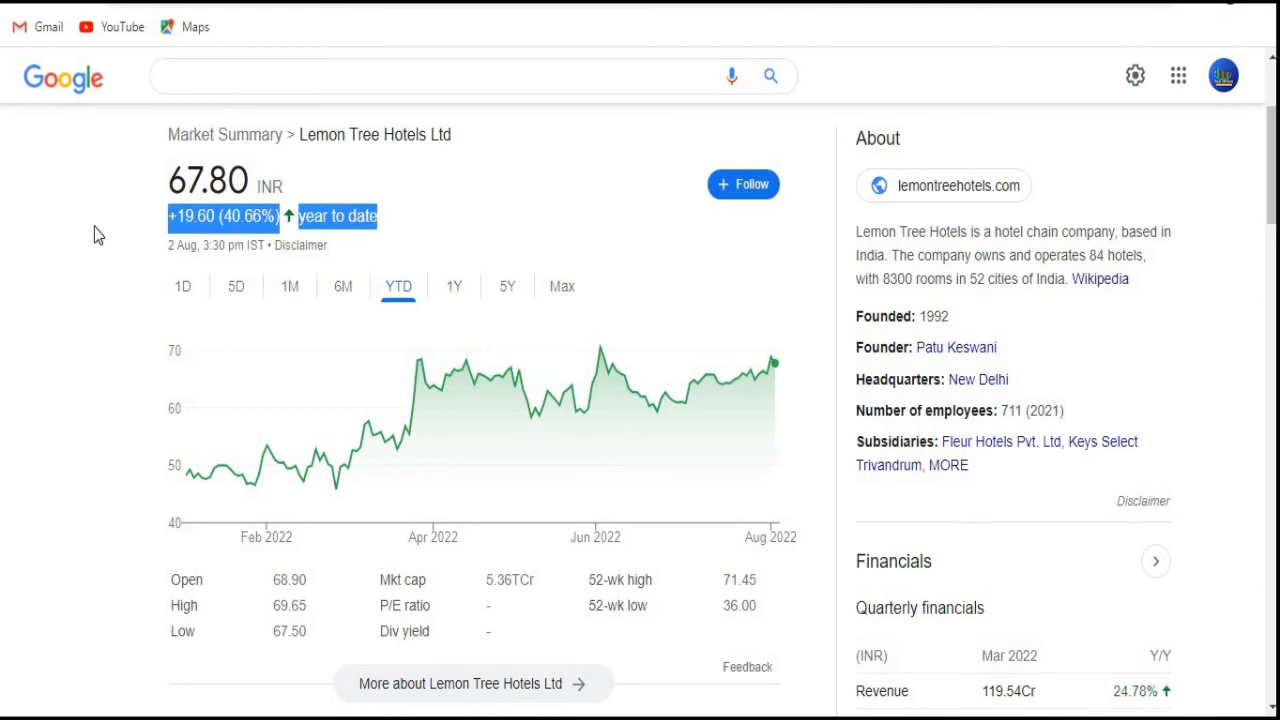 Gmail YouTube Maps
Google
Market Summary > Lemon Tree Hotels Ltd
67.80 INR
+ Follow
+19.60 (40.66%) ↑ year to date
2 Aug, 3:30 pm IST • Disclaimer
1D 5D 1M 6M YTD 1Y 5Y Max
70
60
50
40
Feb 2022 Apr 2022 Jun 2022 Aug 2022
Open 68.90 Mkt cap 5.36TCr 52-wk high 71.45
High 69.65 P/E ratio - 52-wk low 36.00
Low 67.50 Div yield -
Feedback
More about Lemon Tree Hotels Ltd →
About
lemontreehotels.com
Lemon Tree Hotels is a hotel chain company, based in
India. The company owns and operates 84 hotels,
with 8300 rooms in 52 cities of India. Wikipedia
Founded: 1992
Founder: Patu Keswani
Headquarters: New Delhi
Number of employees: 711 (2021)
Subsidiaries: Fleur Hotels Pvt. Ltd, Keys Select
Trivandrum, MORE
Disclaimer
Financials
Quarterly financials
(INR) Mar 2022 Y/Y
Revenue 119.54Cr 24.78% ↑